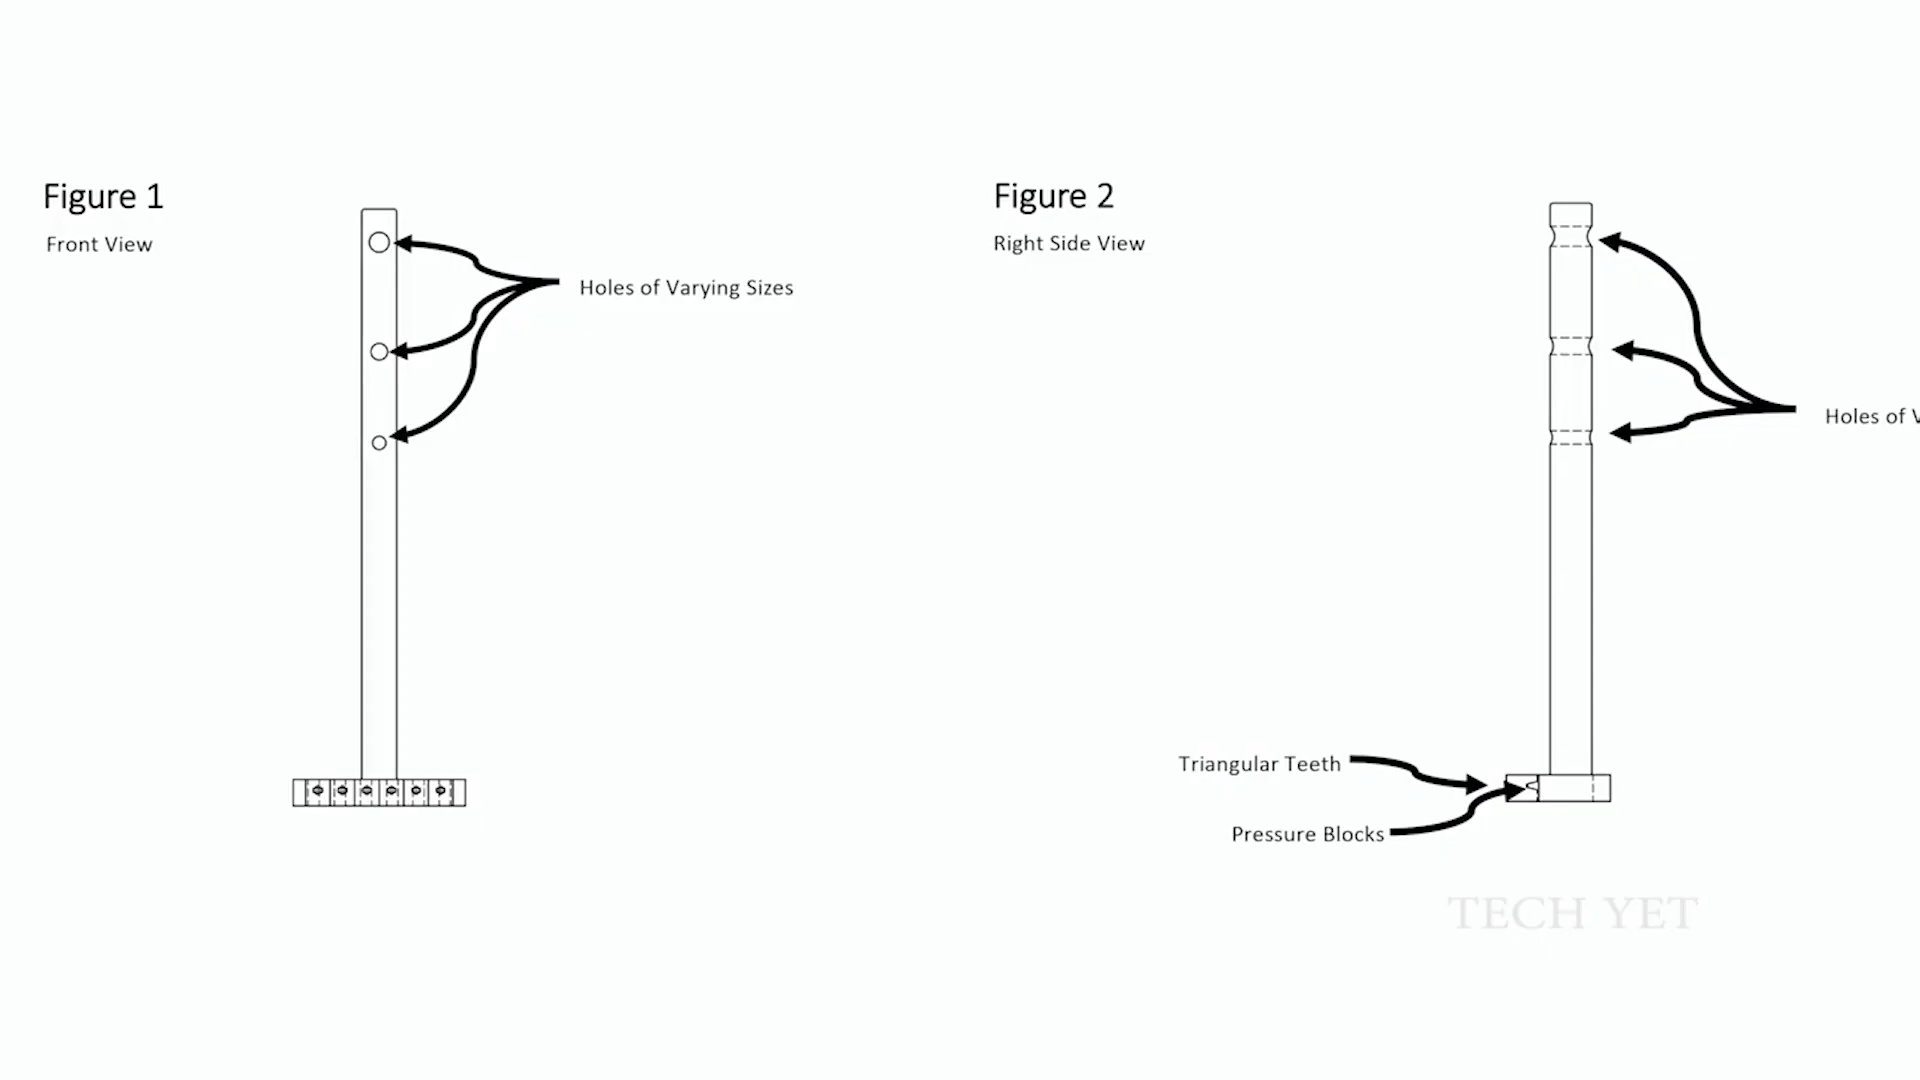 Figure 1
Front View
Holes of Varying Sizes
Figure 2
Right Side View
Holes of
Triangular Teeth
Pressure Blocks
TECH YET